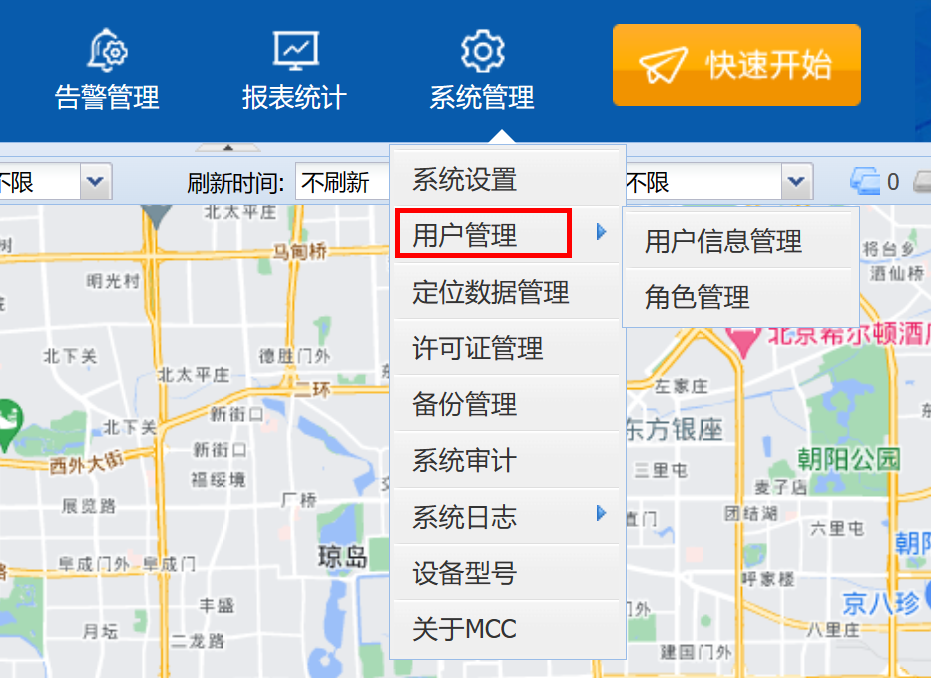 告警管理
报表统计
系统管理
快速开始
不限
刷新时间:
不刷新
不限
0
系统设置
用户管理
定位数据管理
许可证管理
备份管理
系统审计
系统日志
设备型号
关于MCC
用户信息管理
角色管理
北太平庄
马甸桥
明光村
将台乡
酒仙桥
北京希尔顿酒店
北下关
德胜门外
北太平庄
二环
左家庄
新街口
北下关
东方银座
新街口
西外大街
福绥境
三里屯
朝阳公园
麦子店
展览路
厂桥
团结湖
直门
六里屯
琼岛
朝阳
阜成门外
阜成门
呼家楼
丰盛
京八珍
月坛
二龙路
门外
八里庄
建国门外